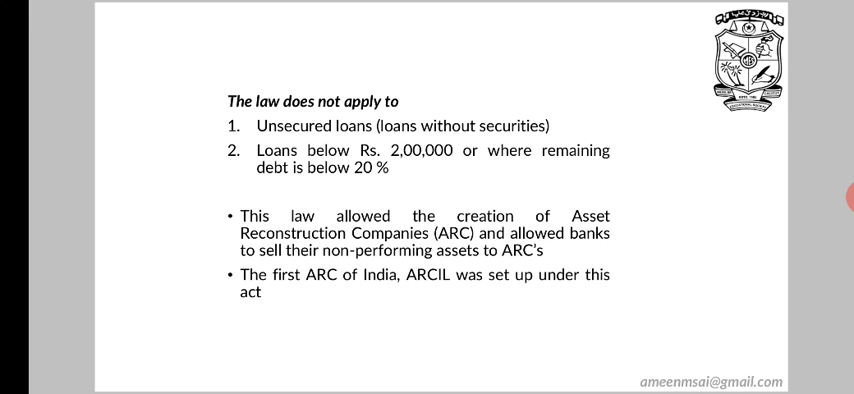 The law does not apply to
1. Unsecured loans (loans without securities)
2. Loans below Rs. 2,00,000 or where remaining
debt is below 20 %
• This law allowed the creation of Asset
Reconstruction Companies (ARC) and allowed banks
to sell their non-performing assets to ARC’s
• The first ARC of India, ARCIL was set up under this
act
ameenmsai@gmail.com